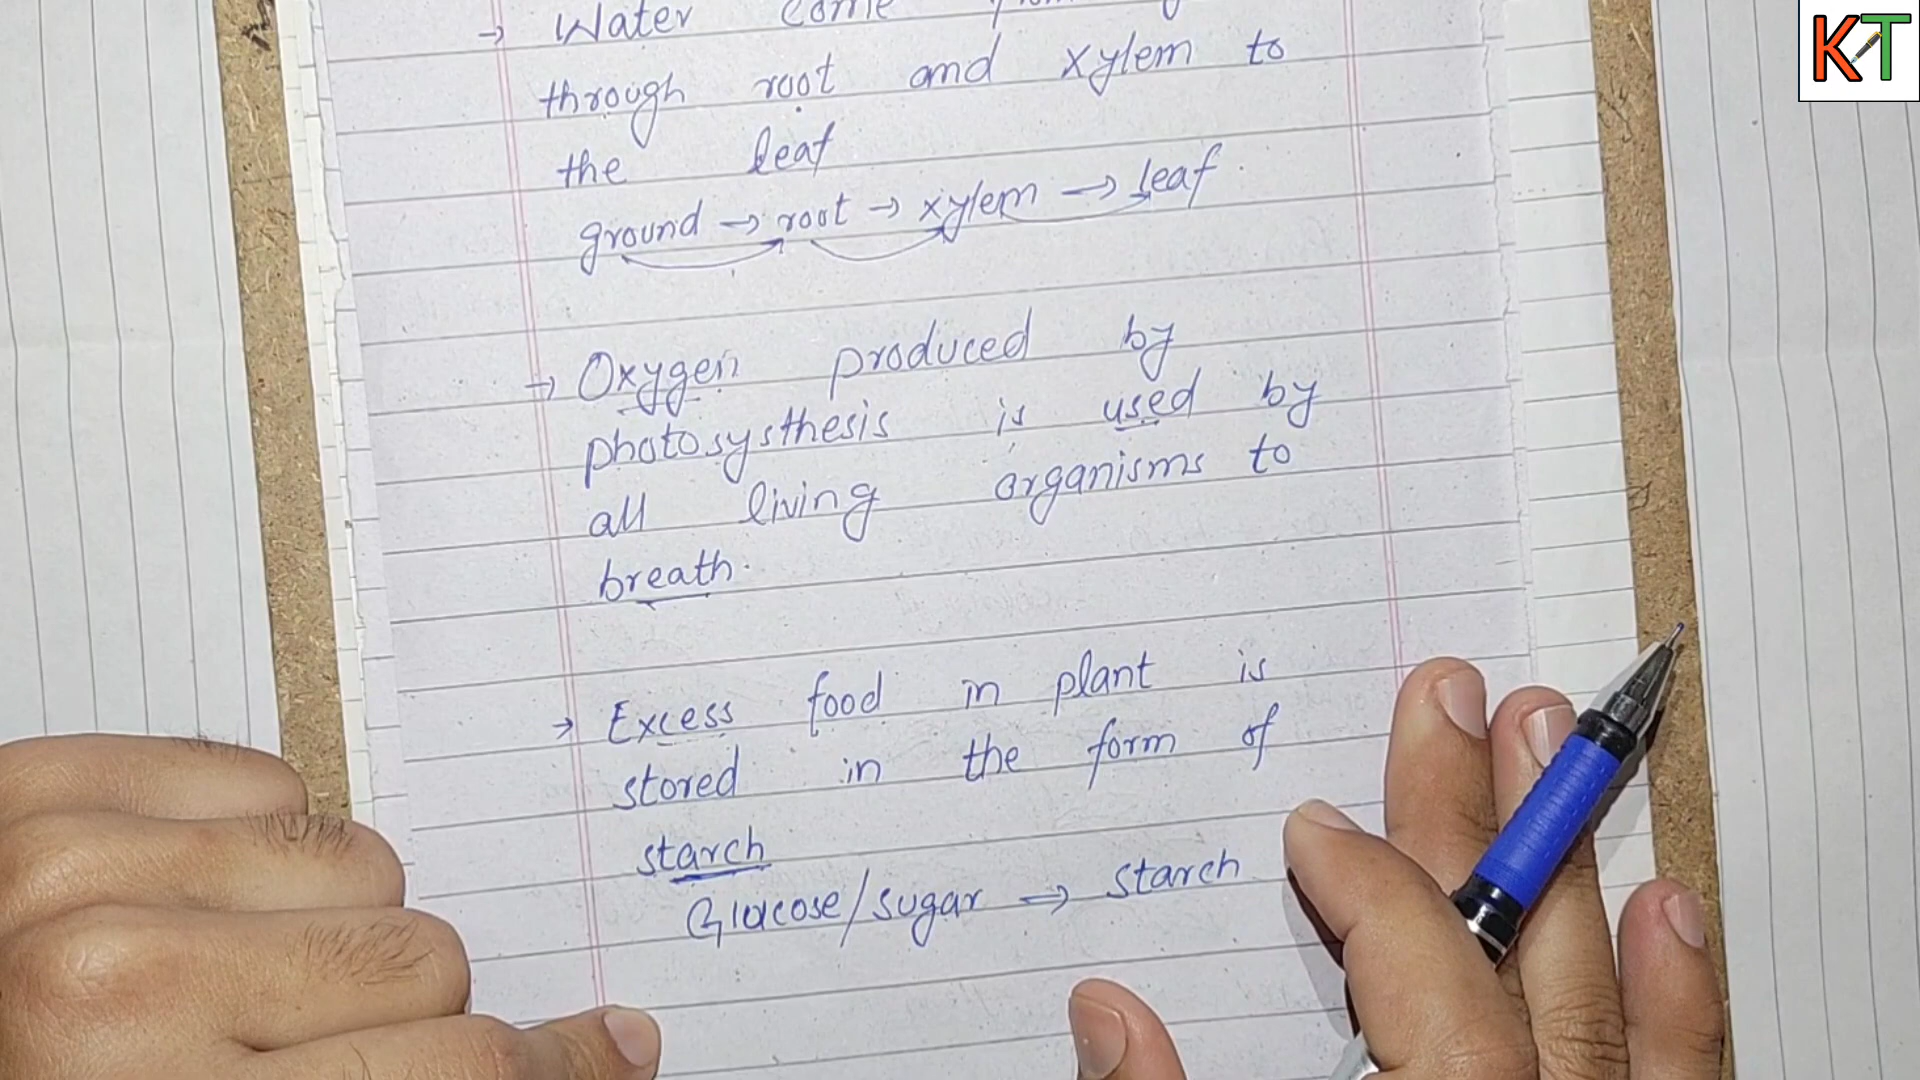 KT
→ Water come
through root and xylem to
the leaf
ground → root → xylem → leaf.
→ Oxygen produced by
photosysthesis is used by
all living organisms to
breath.
→ Excess food in plant is
stored in the form of
starch
Glucose/sugar → starch